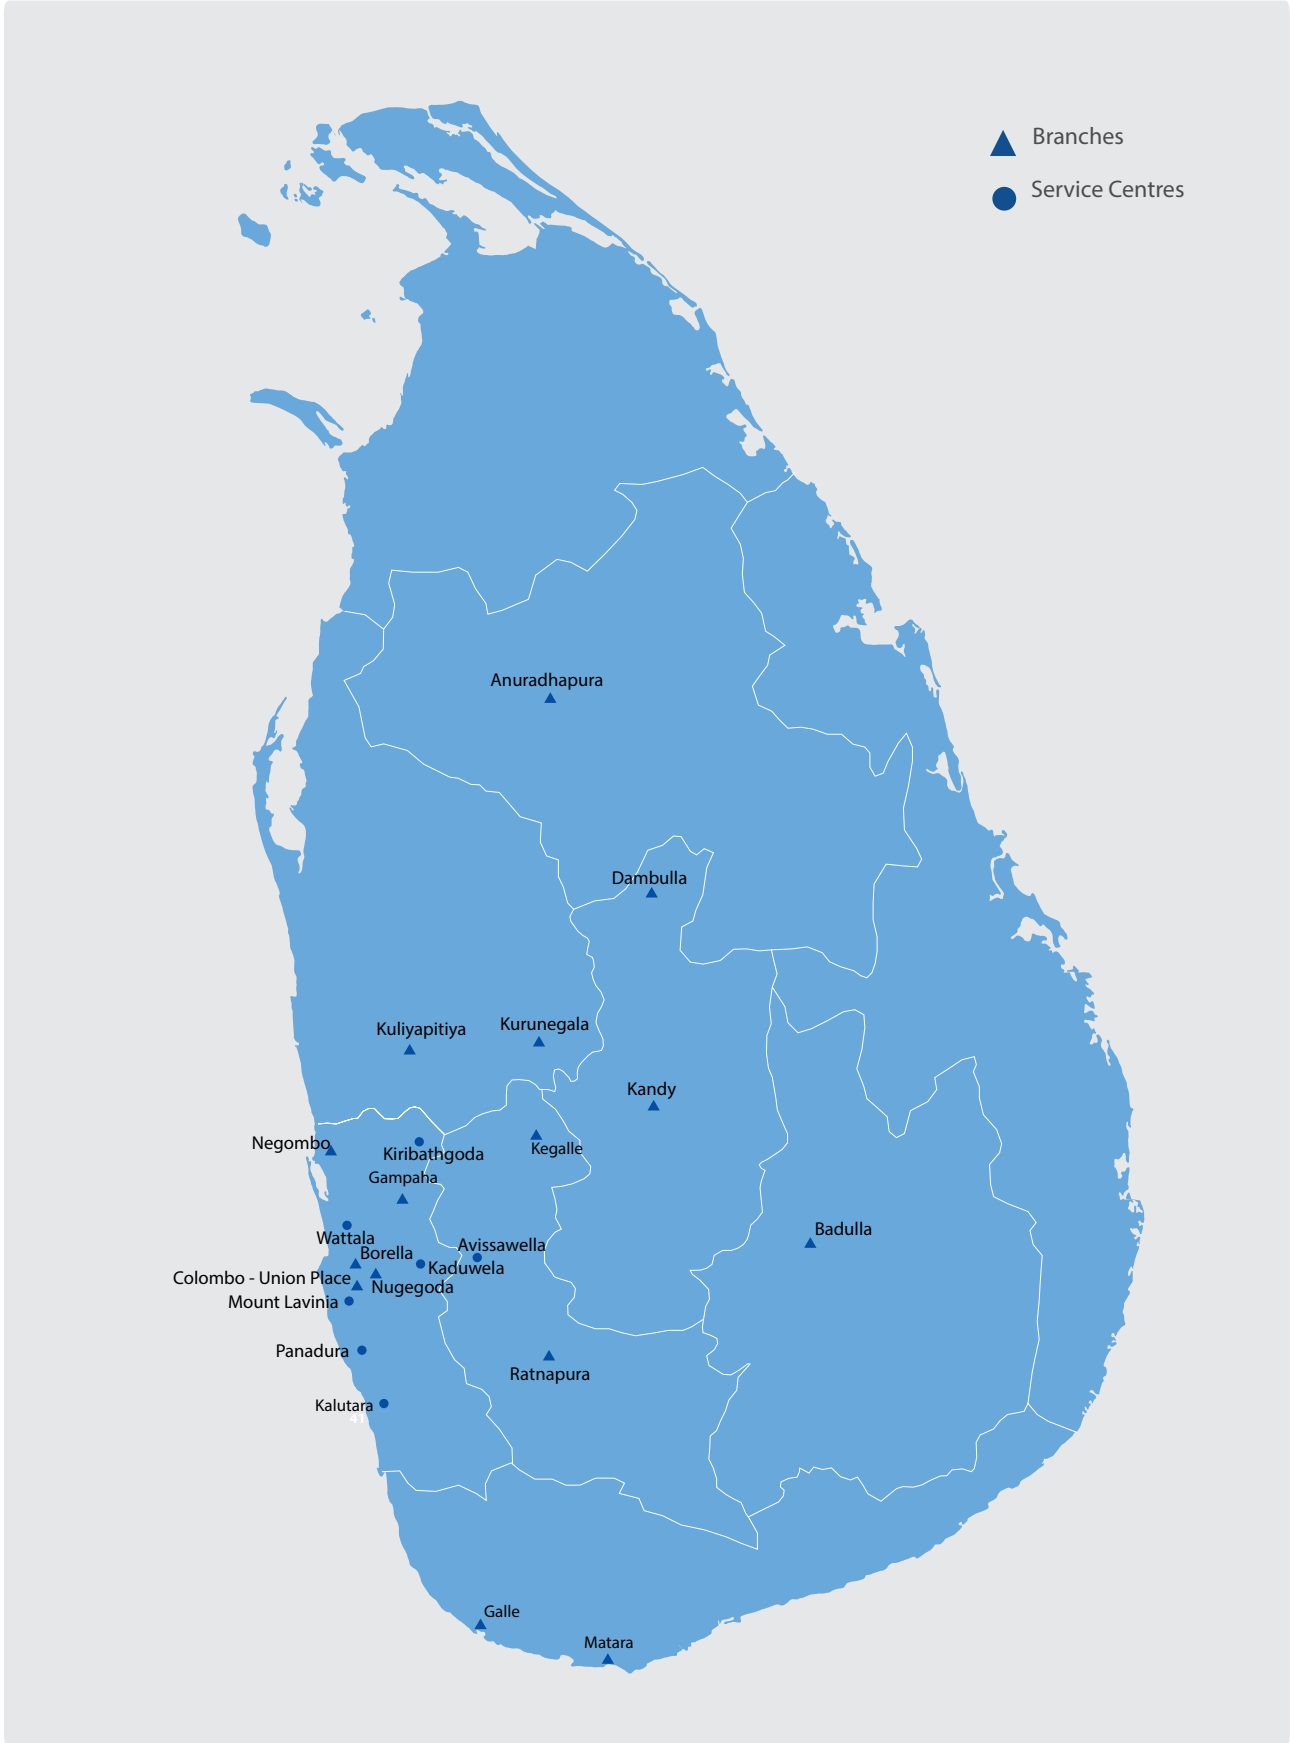 Branches
Service Centres
Anuradhapura
Dambulla
Kuliyapitiya
Kurunegala
Kandy
Negombo
Kiribathgoda
Kegalle
Gampaha
Wattala
Badulla
Borella
Avissawella
Kaduwela
Colombo - Union Place
Nugegoda
Mount Lavinia
Panadura
Ratnapura
Kalutara
41
Galle
Matara